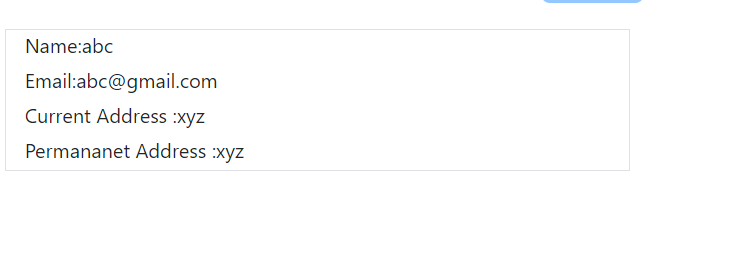 Name:abc
Email:abc@gmail.com
Current Address :xyz
Permananet Address :xyz